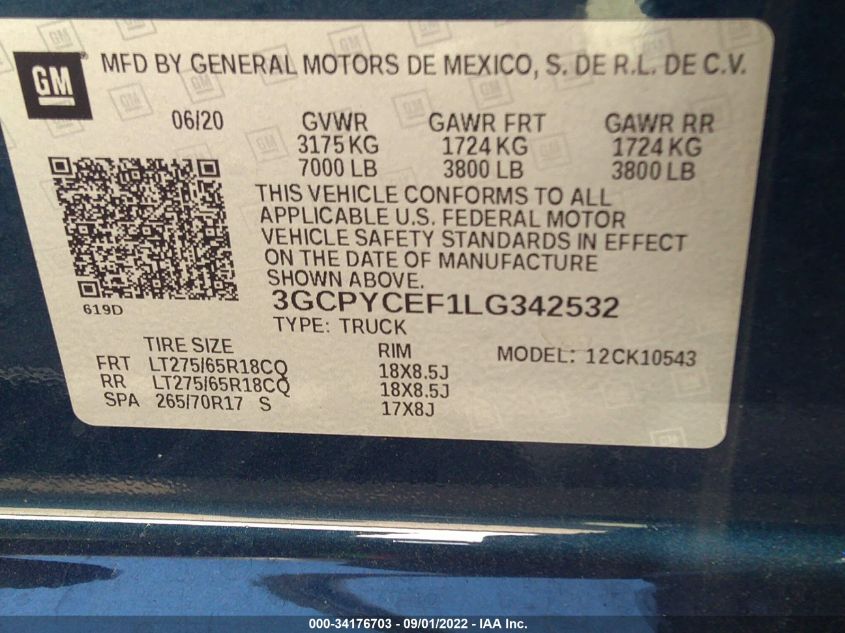 GM
MFD BY GENERAL MOTORS DE MEXICO, S. DE R.L. DE C.V.
06/20 GVWR GAWR FRT GAWR RR
3175 KG 1724 KG 1724 KG
7000 LB 3800 LB 3800 LB
THIS VEHICLE CONFORMS TO ALL
APPLICABLE U.S. FEDERAL MOTOR
VEHICLE SAFETY STANDARDS IN EFFECT
ON THE DATE OF MANUFACTURE
SHOWN ABOVE.
619D
3GCPYCEF1LG342532
TYPE: TRUCK
TIRE SIZE RIM MODEL: 12CK10543
FRT LT275/65R18CQ 18X8.5J
RR LT275/65R18CQ 18X8.5J
SPA 265/70R17 S 17X8J
000-34176703 // 09/01/2022 - IAA Inc.